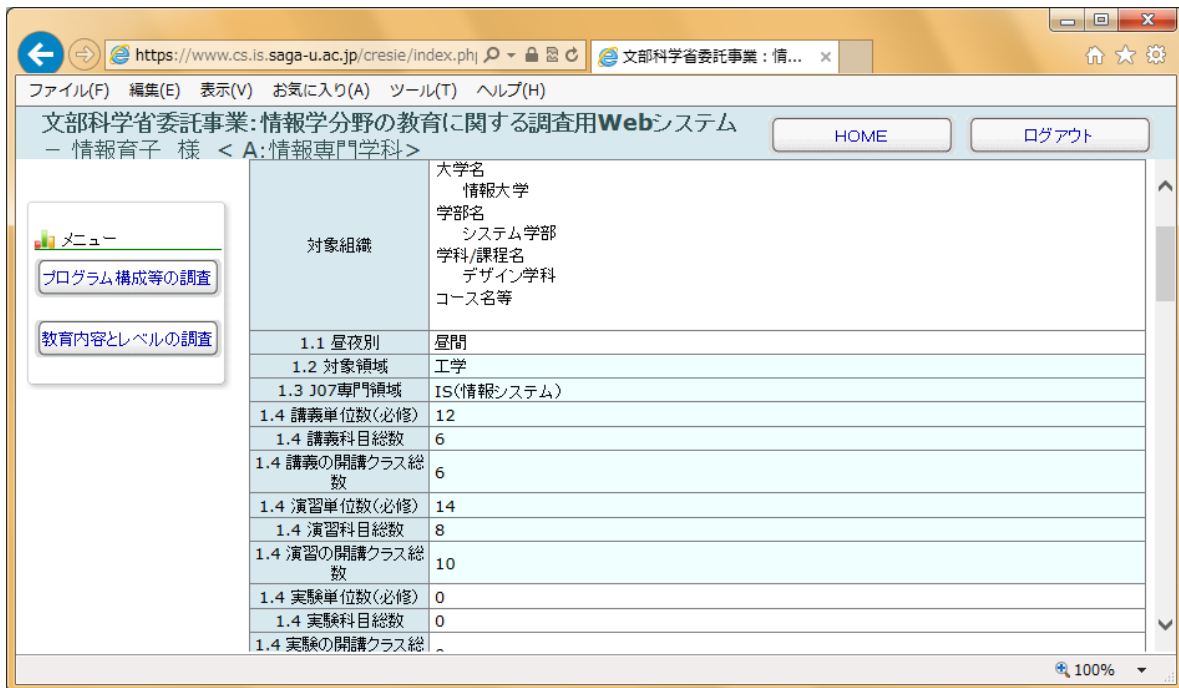 https://www.cs.is.saga-u.ac.jp/cresie/index.ph
文部科学省委託事業：情...
ファイル(F) 編集(E) 表示(V) お気に入り(A) ツール(T) ヘルプ(H)
文部科学省委託事業:情報学分野の教育に関する調査用Webシステム
－ 情報育子 様 < A:情報専門学科>
HOME
ログアウト
メニュー
プログラム構成等の調査
教育内容とレベルの調査
対象組織
大学名
情報大学
学部名
システム学部
学科/課程名
デザイン学科
コース名等
1.1 昼夜別 昼間
1.2 対象領域 工学
1.3 J07専門領域 IS(情報システム)
1.4 講義単位数(必修) 12
1.4 講義科目総数 6
1.4 講義の開講クラス総
数 6
1.4 演習単位数(必修) 14
1.4 演習科目総数 8
1.4 演習の開講クラス総
数 10
1.4 実験単位数(必修) 0
1.4 実験科目総数 0
1.4 実験の開講クラス総
100%